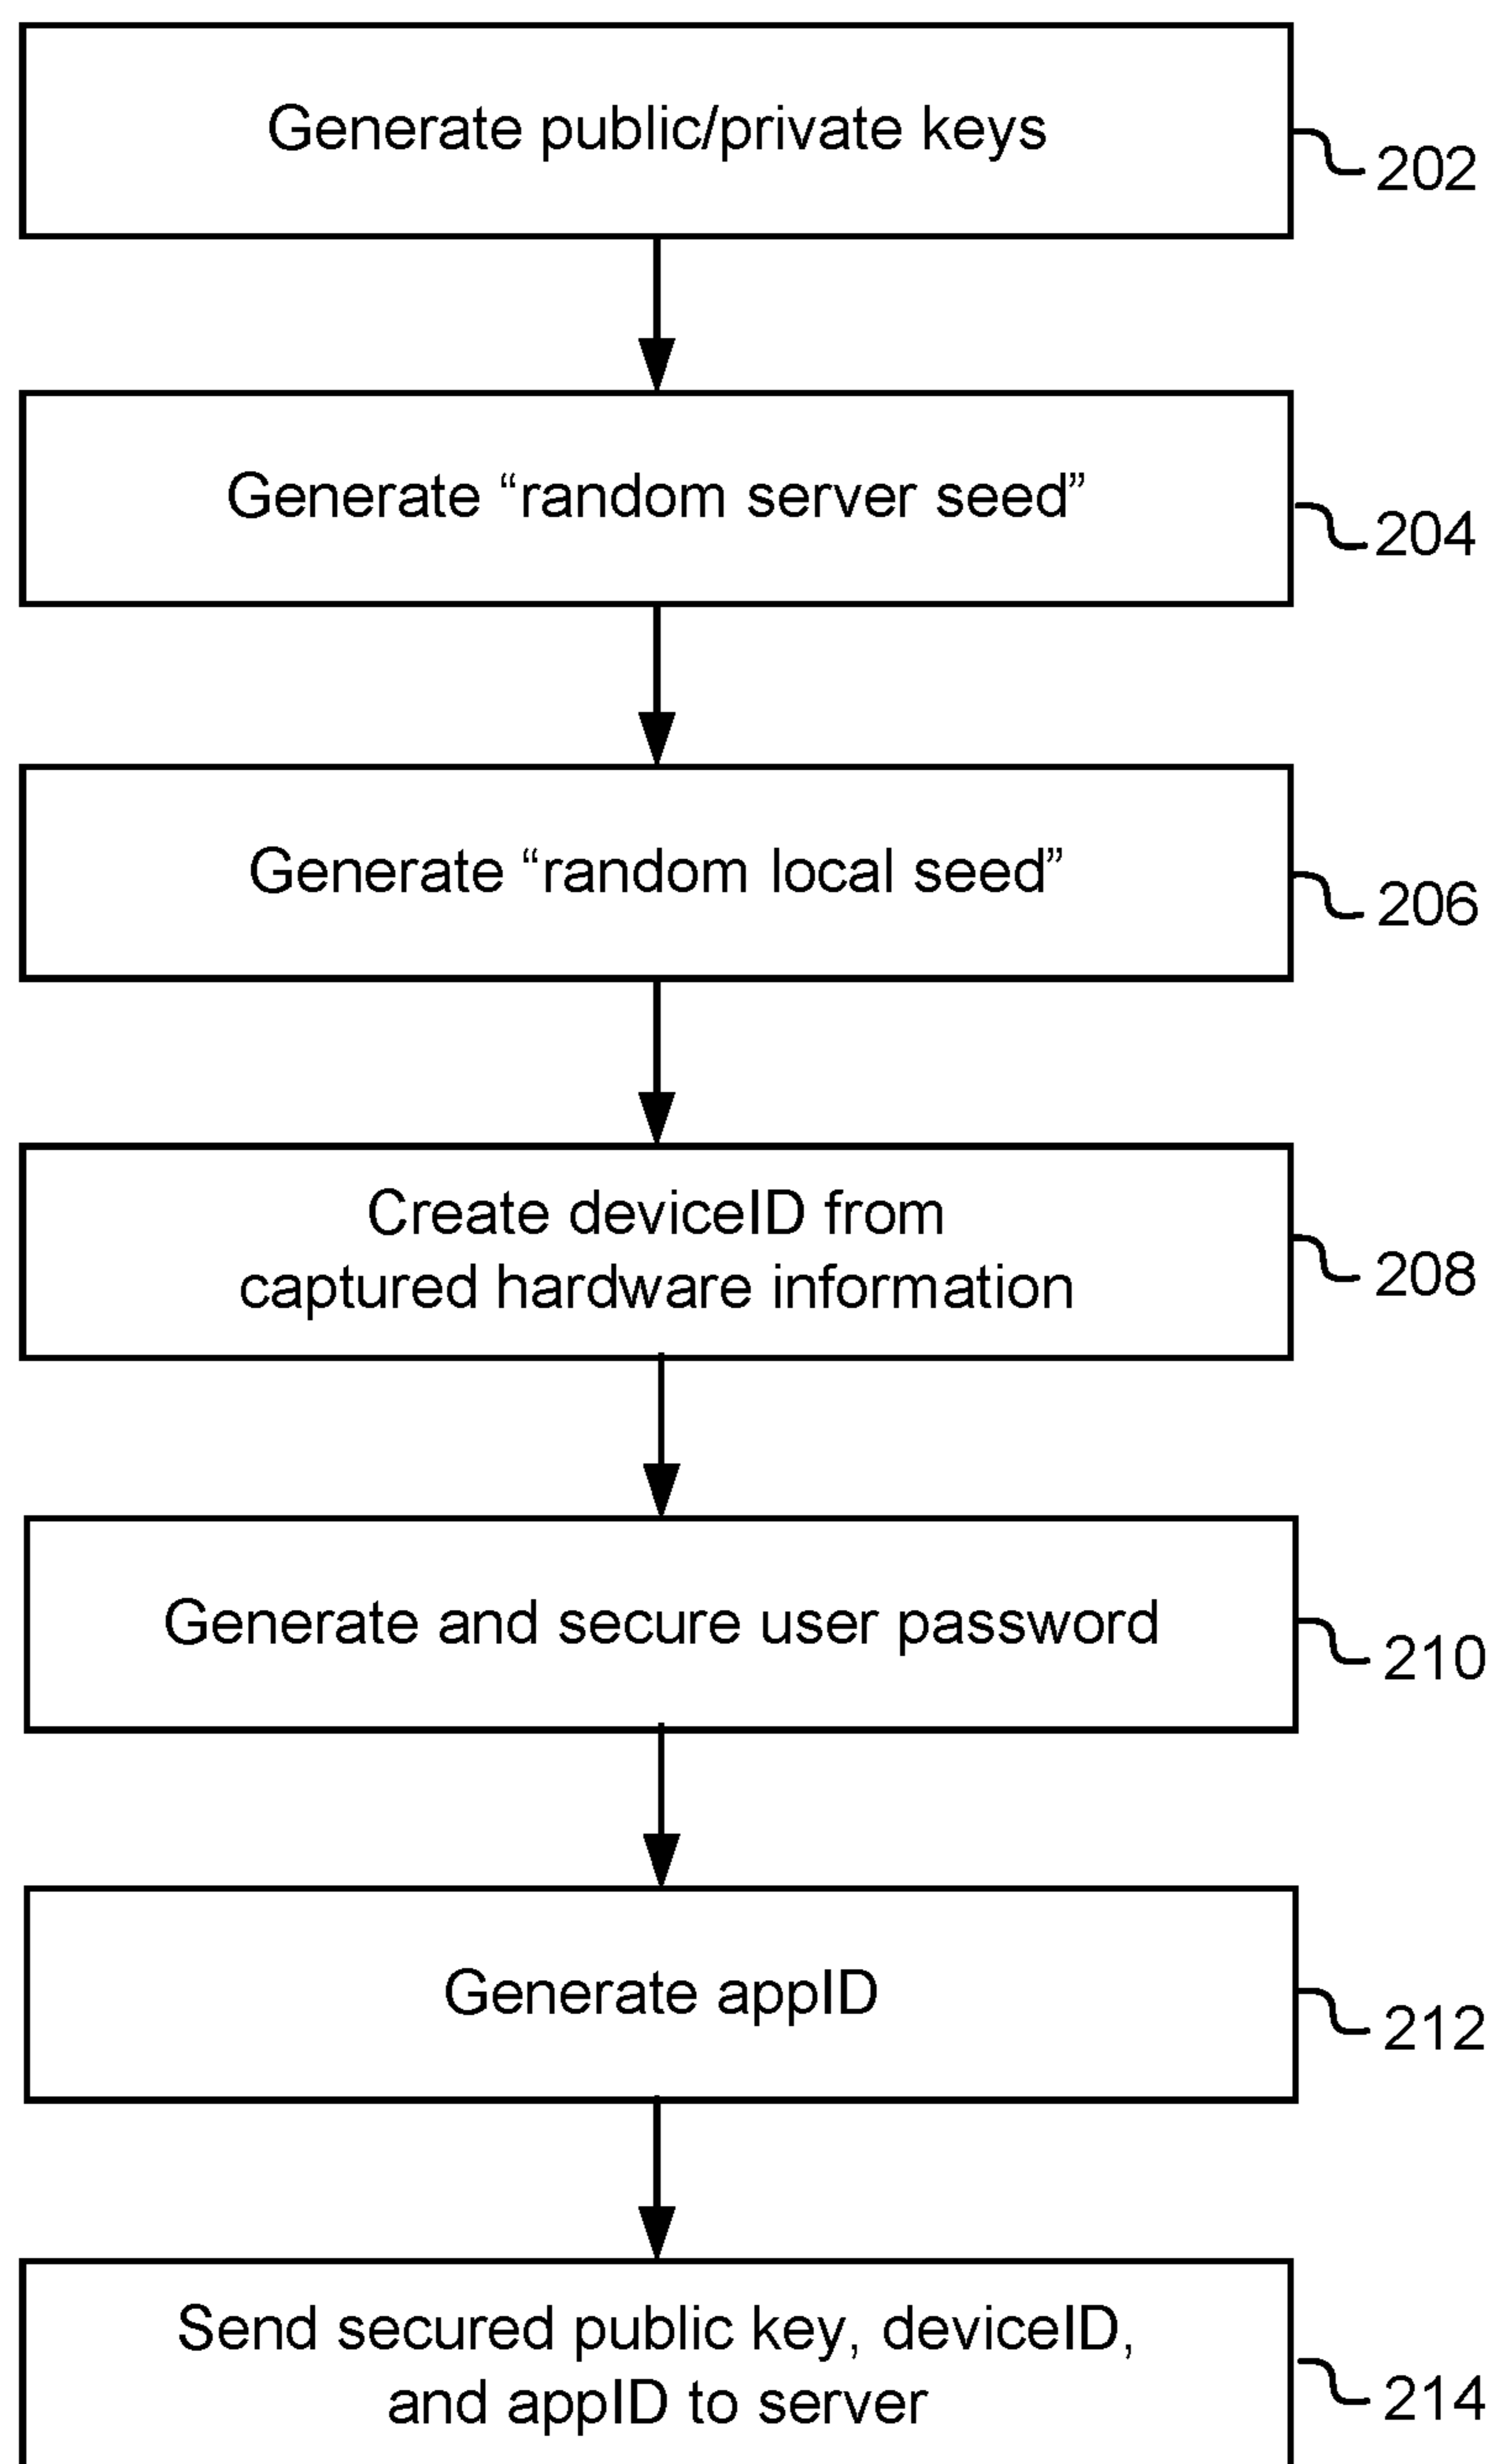 Generate public/private keys
202
Generate “random server seed”
204
Generate “random local seed”
206
Create deviceID from
captured hardware information
208
Generate and secure user password
210
Generate appID
212
Send secured public key, deviceID,
and appID to server
214